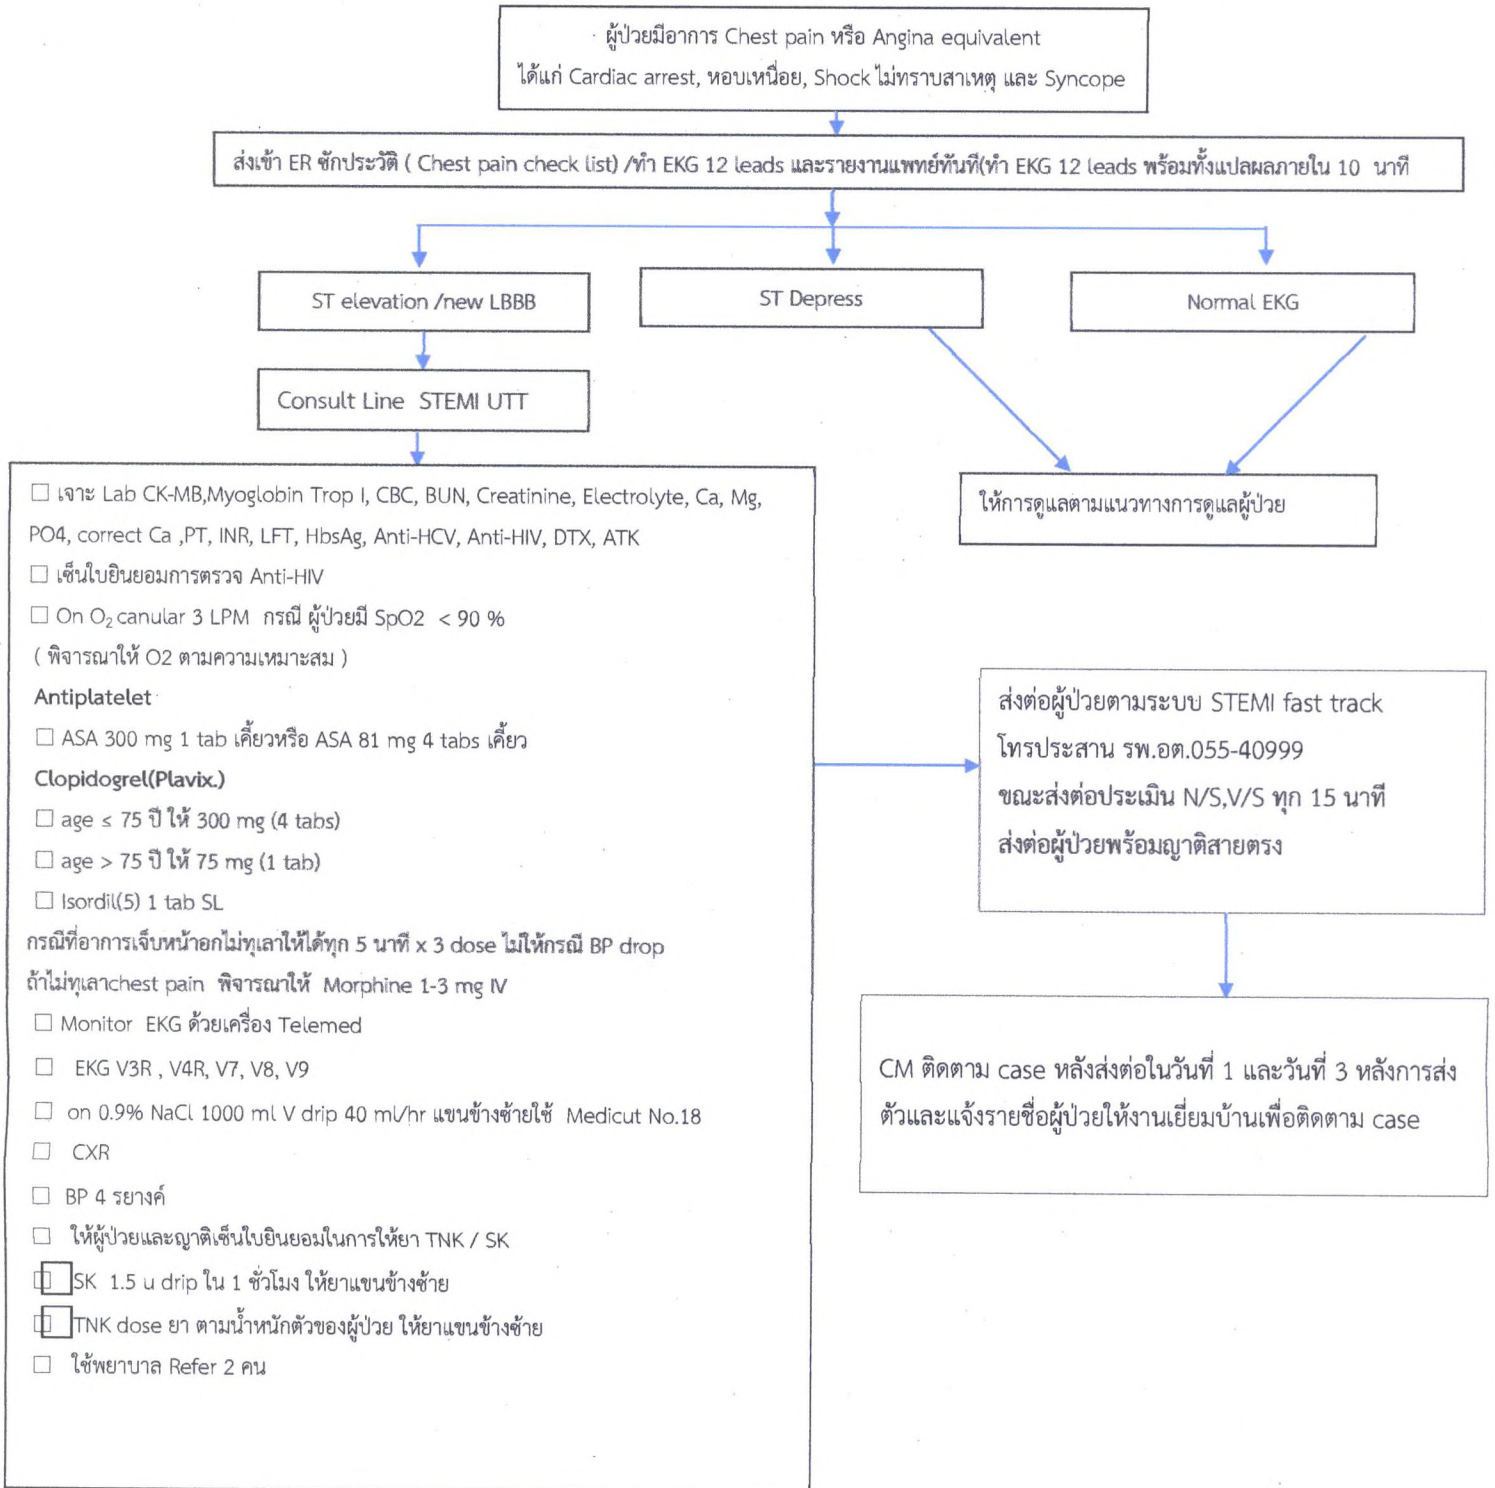 ผู้ป่วยมีอาการ Chest pain หรือ Angina equivalent
ได้แก่ Cardiac arrest, หอบเหนื่อย, Shock ไม่ทราบสาเหตุ และ Syncope
ส่งเข้า ER ซักประวัติ ( Chest pain check list) /ทำ EKG 12 leads และรายงานแพทย์ทันที(ทำ EKG 12 leads พร้อมทั้งแปลผลภายใน 10 นาที
ST elevation /new LBBB
ST Depress
Normal EKG
Consult Line STEMI UTT
☐ เจาะ Lab CK-MB,Myoglobin Trop I, CBC, BUN, Creatinine, Electrolyte, Ca, Mg,
PO4, correct Ca ,PT, INR, LFT, HbsAg, Anti-HCV, Anti-HIV, DTX, ATK
☐ เซ็นใบยินยอมการตรวจ Anti-HIV
☐ On O₂ canular 3 LPM กรณี ผู้ป่วยมี SpO2 < 90 %
( พิจารณาให้ O2 ตามความเหมาะสม )
Antiplatelet
☐ ASA 300 mg 1 tab เคี้ยวหรือ ASA 81 mg 4 tabs เคี้ยว
Clopidogrel(Plavix.)
☐ age ≤ 75 ปี ให้ 300 mg (4 tabs)
☐ age > 75 ปี ให้ 75 mg (1 tab)
☐ Isordil(5) 1 tab SL
กรณีที่อาการเจ็บหน้าอกไม่ทุเลาให้ได้ทุก 5 นาที x 3 dose ไม่ให้กรณี BP drop
ถ้าไม่ทุเลาchest pain พิจารณาให้ Morphine 1-3 mg IV
☐ Monitor EKG ด้วยเครื่อง Telemed
☐ EKG V3R , V4R, V7, V8, V9
☐ on 0.9% NaCl 1000 ml V drip 40 ml/hr แขนข้างซ้ายใช้ Medicut No.18
☐ CXR
☐ BP 4 รยางค์
☐ ให้ผู้ป่วยและญาติเซ็นใบยินยอมในการให้ยา TNK / SK
☐ SK 1.5 u drip ใน 1 ชั่วโมง ให้ยาแขนข้างซ้าย
☐ TNK dose ยา ตามน้ำหนักตัวของผู้ป่วย ให้ยาแขนข้างซ้าย
☐ ใช้พยาบาล Refer 2 คน
ให้การดูแลตามแนวทางการดูแลผู้ป่วย
ส่งต่อผู้ป่วยตามระบบ STEMI fast track
โทรประสาน รพ.อต.055-40999
ขณะส่งต่อประเมิน N/S,V/S ทุก 15 นาที
ส่งต่อผู้ป่วยพร้อมญาติสายตรง
CM ติดตาม case หลังส่งต่อในวันที่ 1 และวันที่ 3 หลังการส่ง
ตัวและแจ้งรายชื่อผู้ป่วยให้งานเยี่ยมบ้านเพื่อติดตาม case